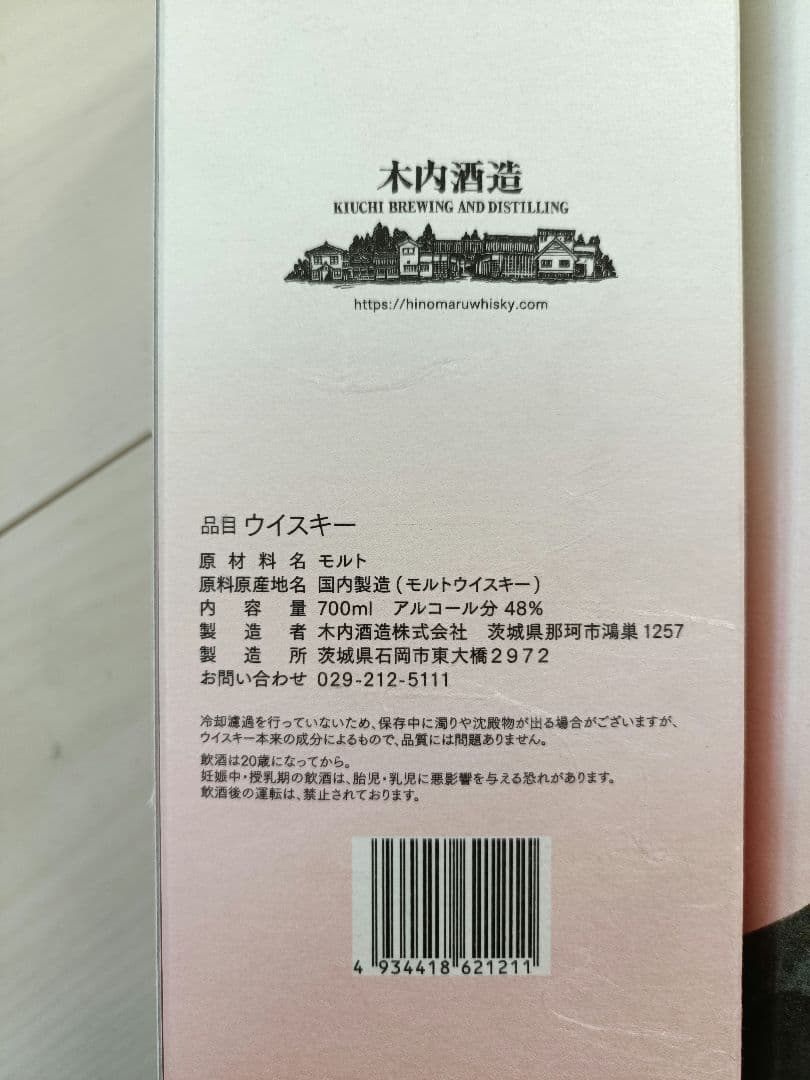 木内酒造
KIUCHI BREWING AND DISTILLING
https://hinomaruwhisky.com
品目 ウイスキー
原材料名 モルト
原料原産地名 国内製造（モルトウイスキー）
内容量 700ml アルコール分 48%
製造者 木内酒造株式会社 茨城県那珂市鴻巣 1257
製造所 茨城県石岡市東大橋２９７２
お問い合わせ 029-212-5111
冷却濾過を行っていないため、保存中に濁りや沈殿物が出る場合がございますが、
ウイスキー本来の成分によるもので、品質には問題ありません。
飲酒は20歳になってから。
妊娠中・授乳期の飲酒は、胎児・乳児に悪影響を与える恐れがあります。
飲酒後の運転は、禁止されております。
4 934418 621211